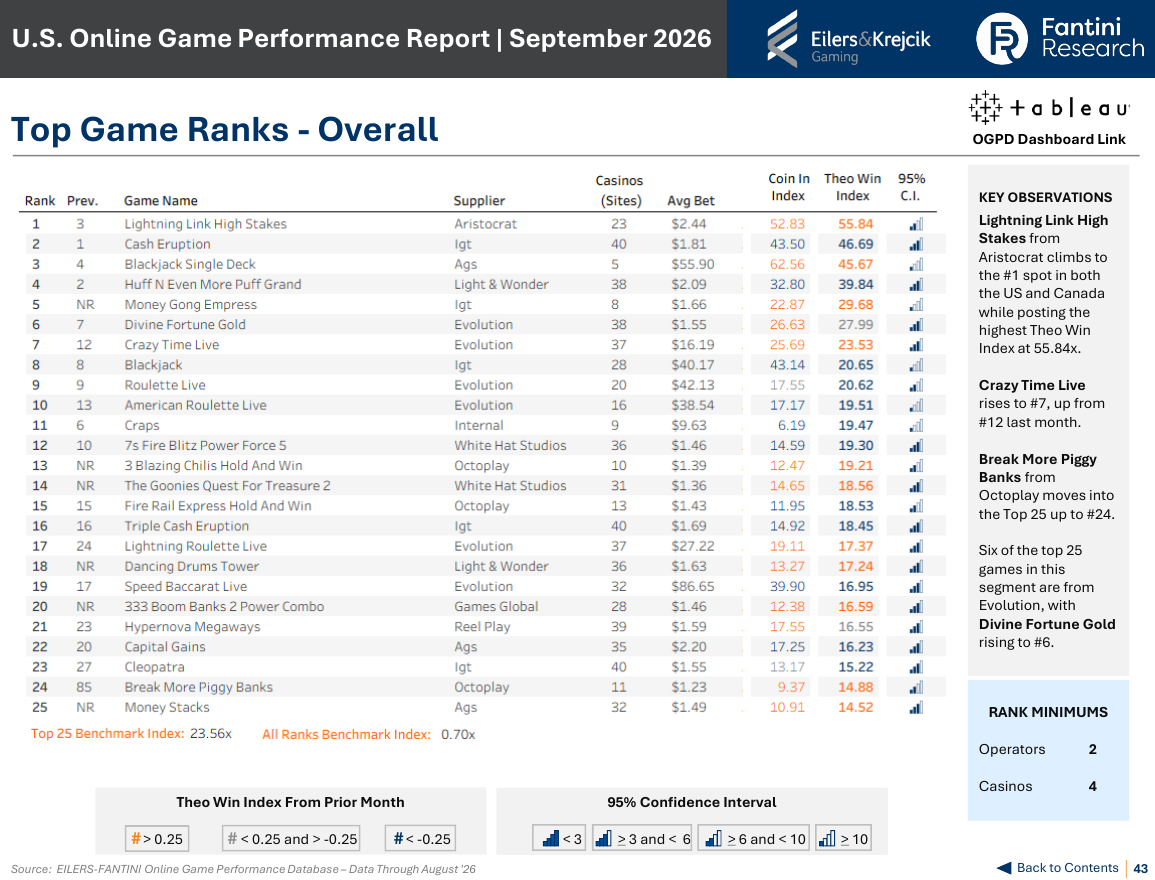 U.S. Online Game Performance Report | September 2026
Eilers&Krejcik
Gaming
Fantini
Research
Top Game Ranks - Overall
+ a b l e a u
OGPD Dashboard Link
Rank Prev. Game Name Supplier Casinos (Sites) Avg Bet Coin In Index Theo Win Index 95% C.I.
1 3 Lightning Link High Stakes Aristocrat 23 $2.44 52.83 55.84
2 1 Cash Eruption Igt 40 $1.81 43.50 46.69
3 4 Blackjack Single Deck Ags 5 $55.90 62.56 45.67
4 2 Huff N Even More Puff Grand Light & Wonder 38 $2.09 32.80 39.84
5 NR Money Gong Empress Igt 8 $1.66 22.87 29.68
6 7 Divine Fortune Gold Evolution 38 $1.55 26.63 27.99
7 12 Crazy Time Live Evolution 37 $16.19 25.69 23.53
8 8 Blackjack Igt 28 $40.17 43.14 20.65
9 9 Roulette Live Evolution 20 $42.13 17.55 20.62
10 13 American Roulette Live Evolution 16 $38.54 17.17 19.51
11 6 Craps Internal 9 $9.63 6.19 19.47
12 10 7s Fire Blitz Power Force 5 White Hat Studios 36 $1.46 14.59 19.30
13 NR 3 Blazing Chilis Hold And Win Octoplay 10 $1.39 12.47 19.21
14 NR The Goonies Quest For Treasure 2 White Hat Studios 31 $1.36 14.65 18.56
15 15 Fire Rail Express Hold And Win Octoplay 13 $1.43 11.95 18.53
16 16 Triple Cash Eruption Igt 40 $1.69 14.92 18.45
17 24 Lightning Roulette Live Evolution 37 $27.22 19.11 17.37
18 NR Dancing Drums Tower Light & Wonder 36 $1.63 13.27 17.24
19 17 Speed Baccarat Live Evolution 32 $86.65 39.90 16.95
20 NR 333 Boom Banks 2 Power Combo Games Global 28 $1.46 12.38 16.59
21 23 Hypernova Megaways Reel Play 39 $1.59 17.55 16.55
22 20 Capital Gains Ags 35 $2.20 17.25 16.23
23 27 Cleopatra Igt 40 $1.55 13.17 15.22
24 85 Break More Piggy Banks Octoplay 11 $1.23 9.37 14.88
25 NR Money Stacks Ags 32 $1.49 10.91 14.52
Top 25 Benchmark Index: 23.56x All Ranks Benchmark Index: 0.70x
KEY OBSERVATIONS
Lightning Link High
Stakes from
Aristocrat climbs to
the #1 spot in both
the US and Canada
while posting the
highest Theo Win
Index at 55.84x.
Crazy Time Live
rises to #7, up from
#12 last month.
Break More Piggy
Banks from
Octoplay moves into
the Top 25 up to #24.
Six of the top 25
games in this
segment are from
Evolution, with
Divine Fortune Gold
rising to #6.
RANK MINIMUMS
Operators 2
Casinos 4
Theo Win Index From Prior Month
# > 0.25 # < 0.25 and > -0.25 # < -0.25
95% Confidence Interval
< 3 ≥ 3 and < 6 ≥ 6 and < 10 ≥ 10
Source: EILERS-FANTINI Online Game Performance Database – Data Through August '26
Back to Contents 43